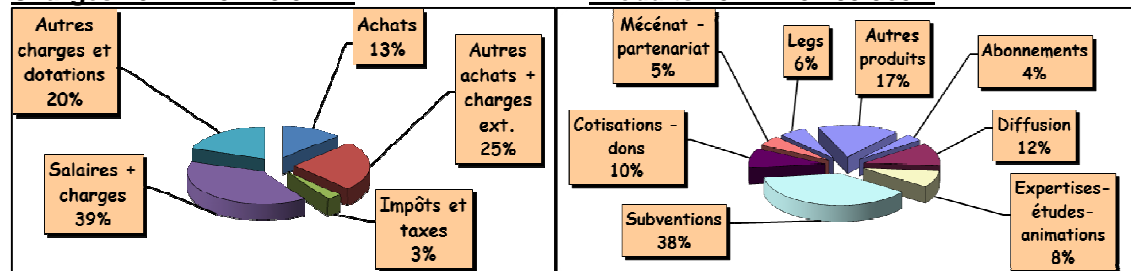 Autres
charges et
dotations
20%
Achats
13%
Autres
achats +
charges
ext.
25%
Salaires +
charges
39%
Impôts et
taxes
3%
Mécénat -
partenariat
5%
Legs
6%
Autres
produits
17%
Abonnements
4%
Cotisations -
dons
10%
Diffusion
12%
Subventions
38%
Expertises-
études-
animations
8%